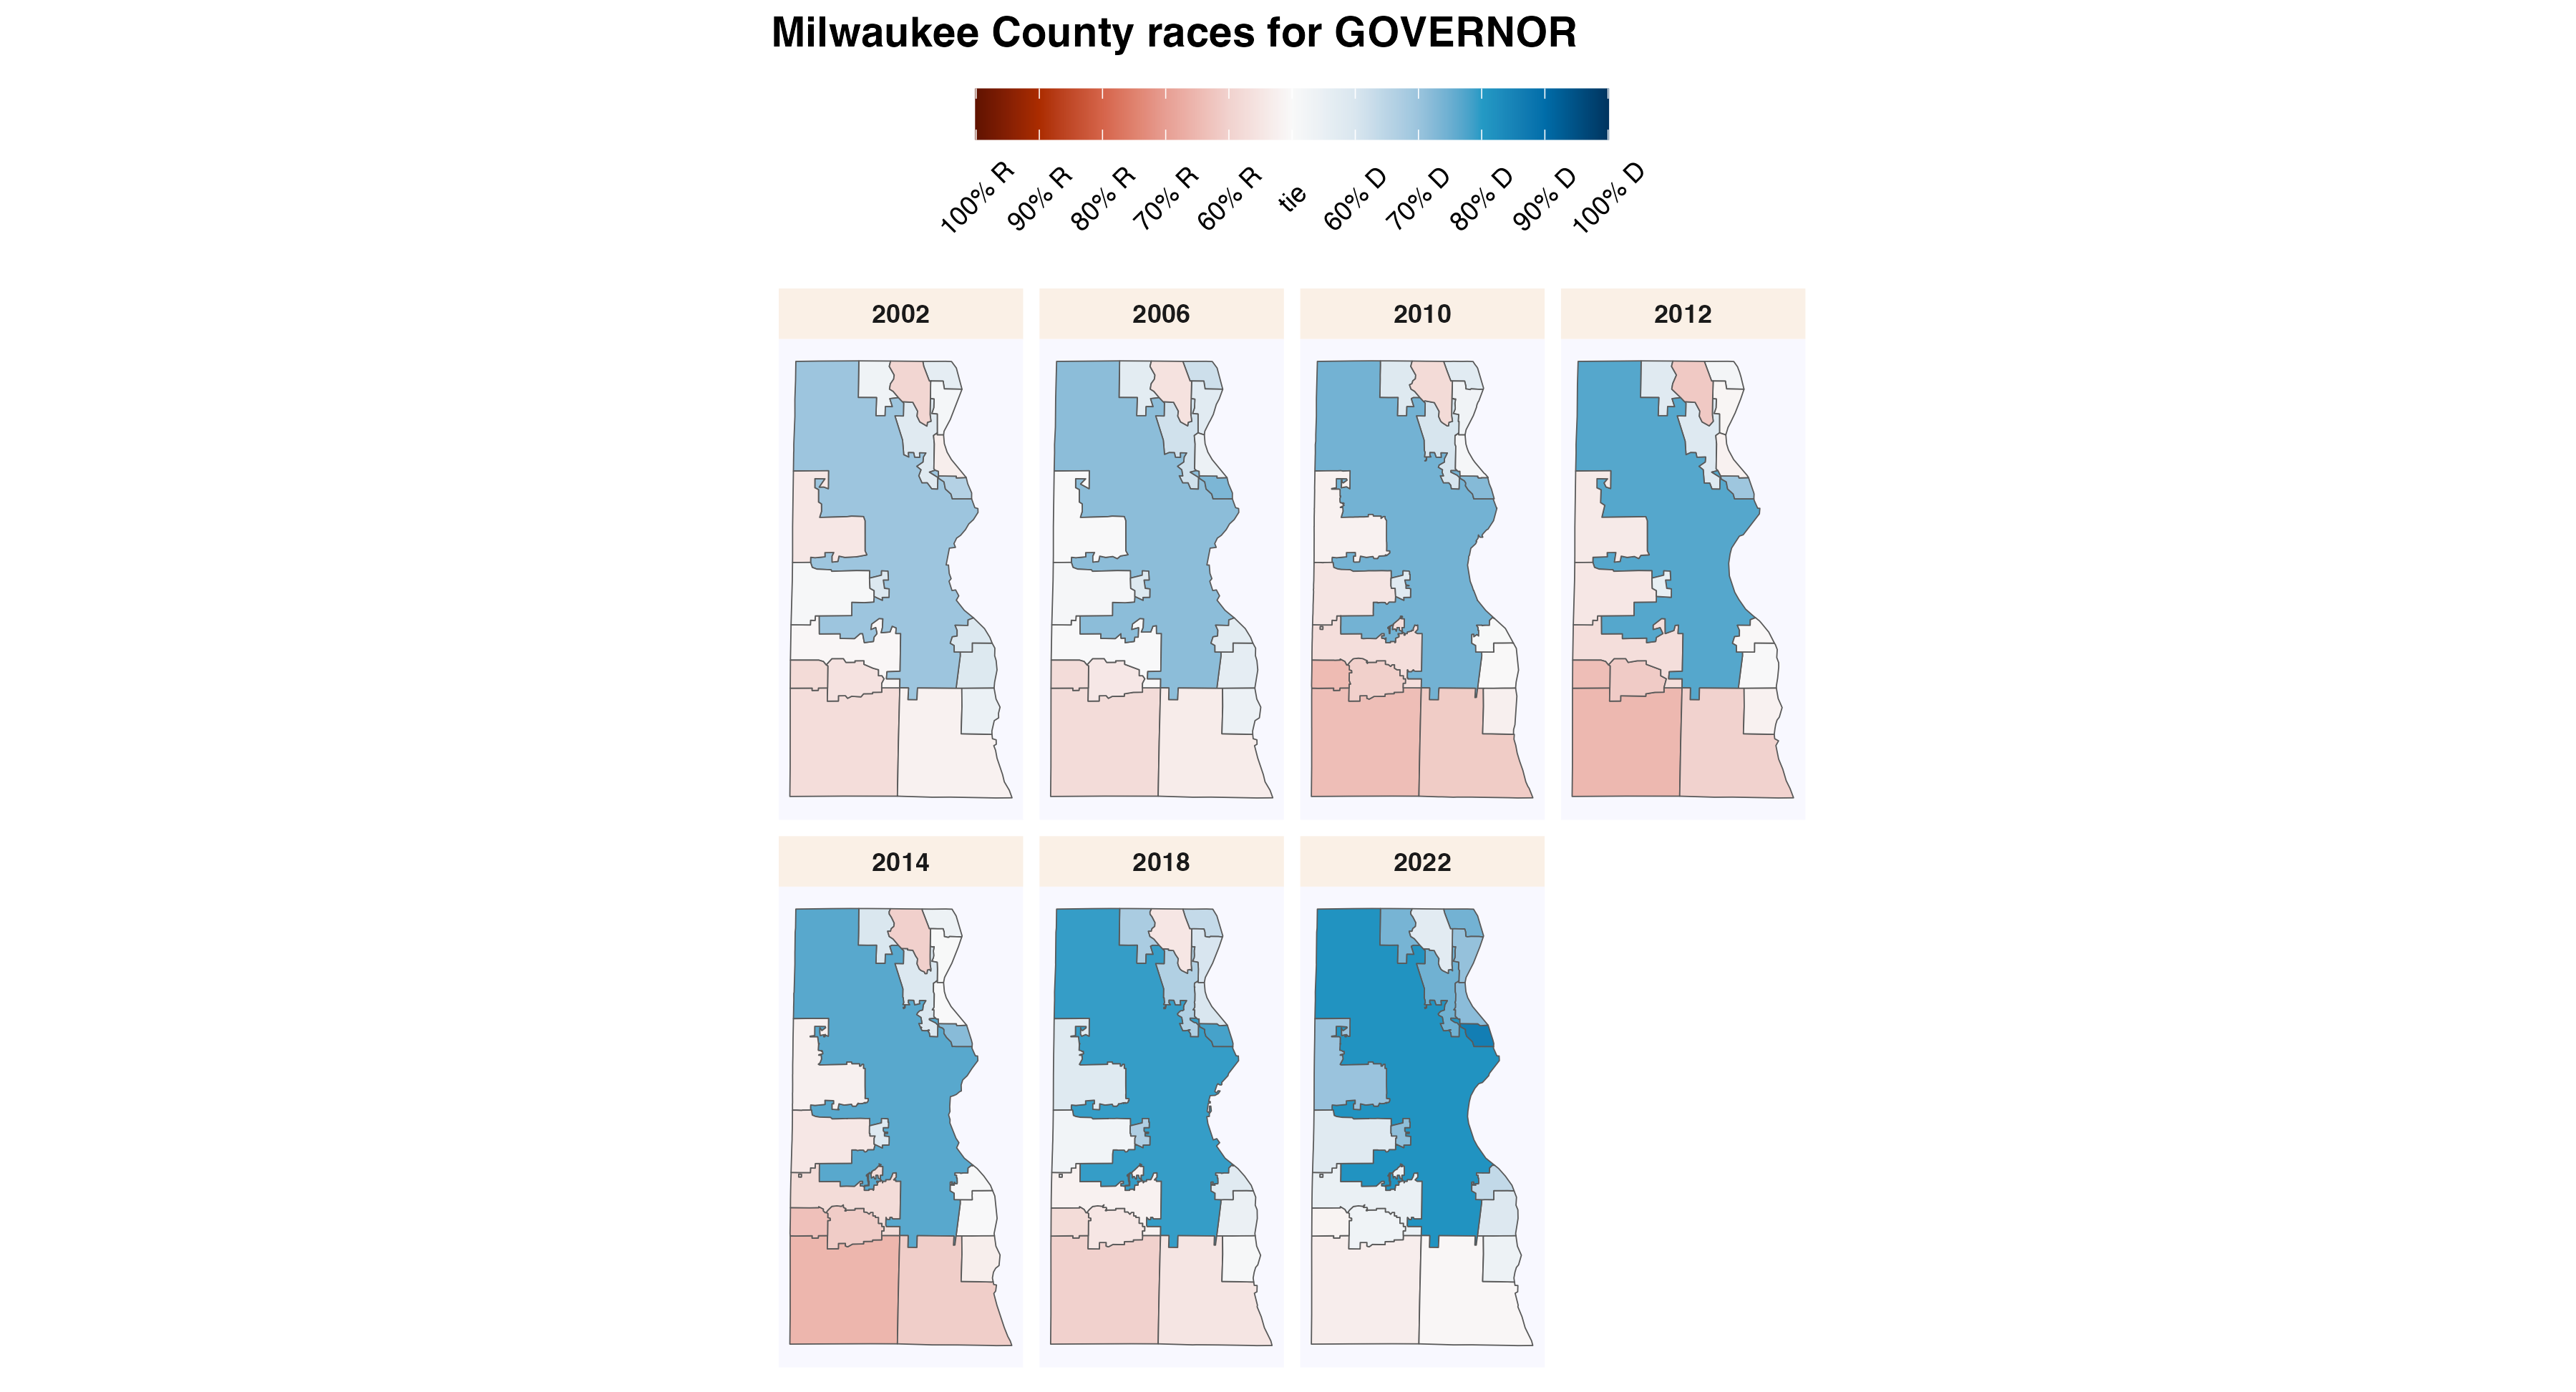 Milwaukee County races for GOVERNOR
100% R 90% R 80% R 70% R 60% R tie 60% D 70% D 80% D 90% D 100% D
2002 2006 2010 2012
2014 2018 2022